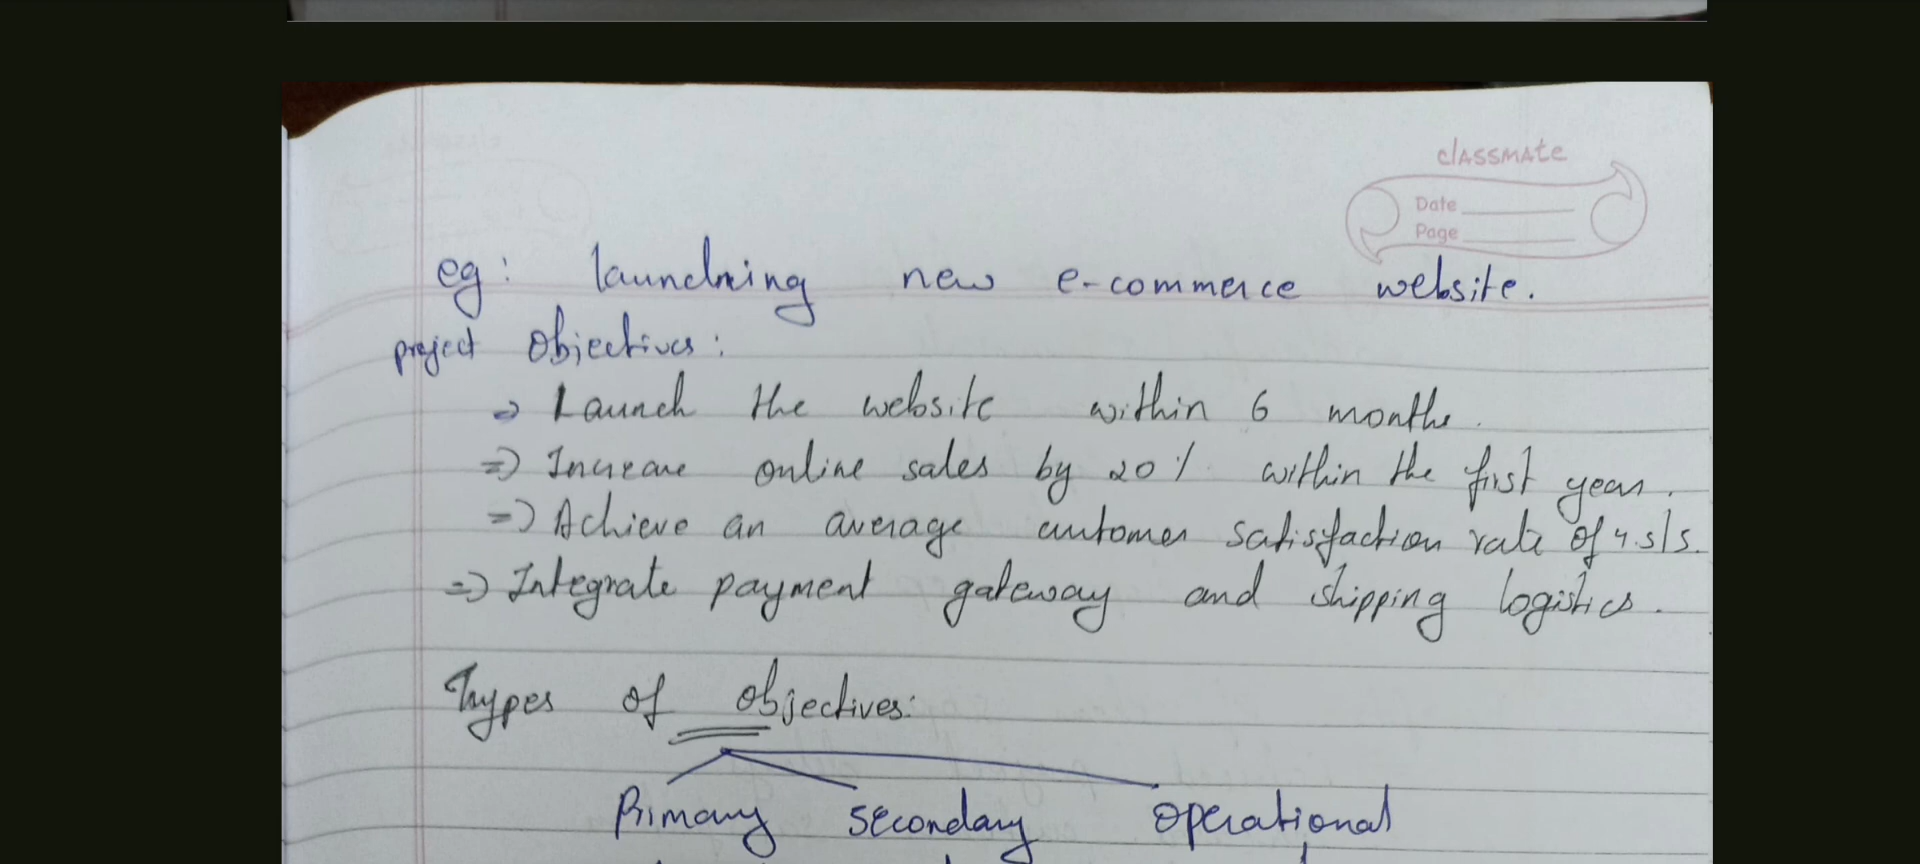 classmate
Date
Page
eg: launching new e-commerce website.
project Objectives:
⇒ Launch the website within 6 months.
⇒ Increase online sales by 20% within the first year.
⇒ Achieve an average customer satisfaction rate of 4.5/5.
⇒ Integrate payment gateway and shipping logistics.
Types of objectives:
Primary secondary operational